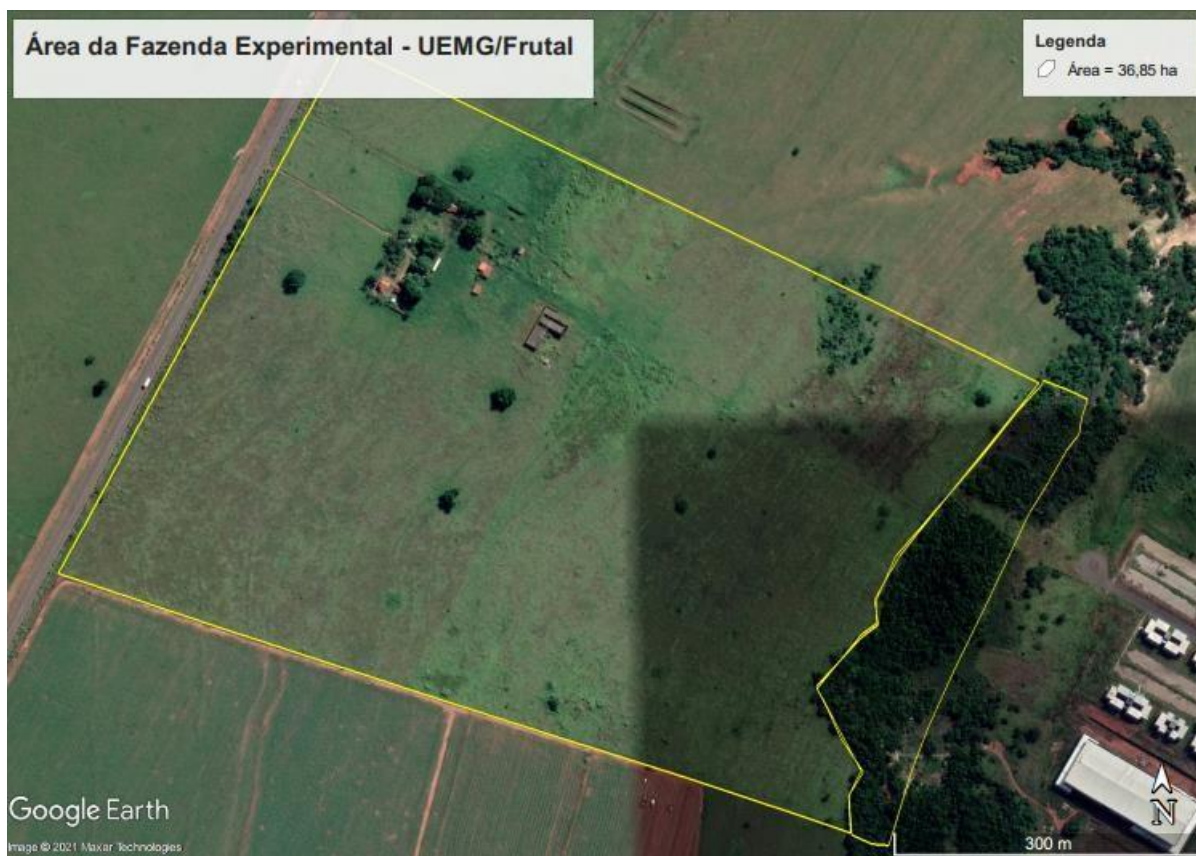 Área da Fazenda Experimental - UEMG/Frutal
Legenda
Área = 36,85 ha
Google Earth
Image © 2021 Maxar Technologies
N
300 m